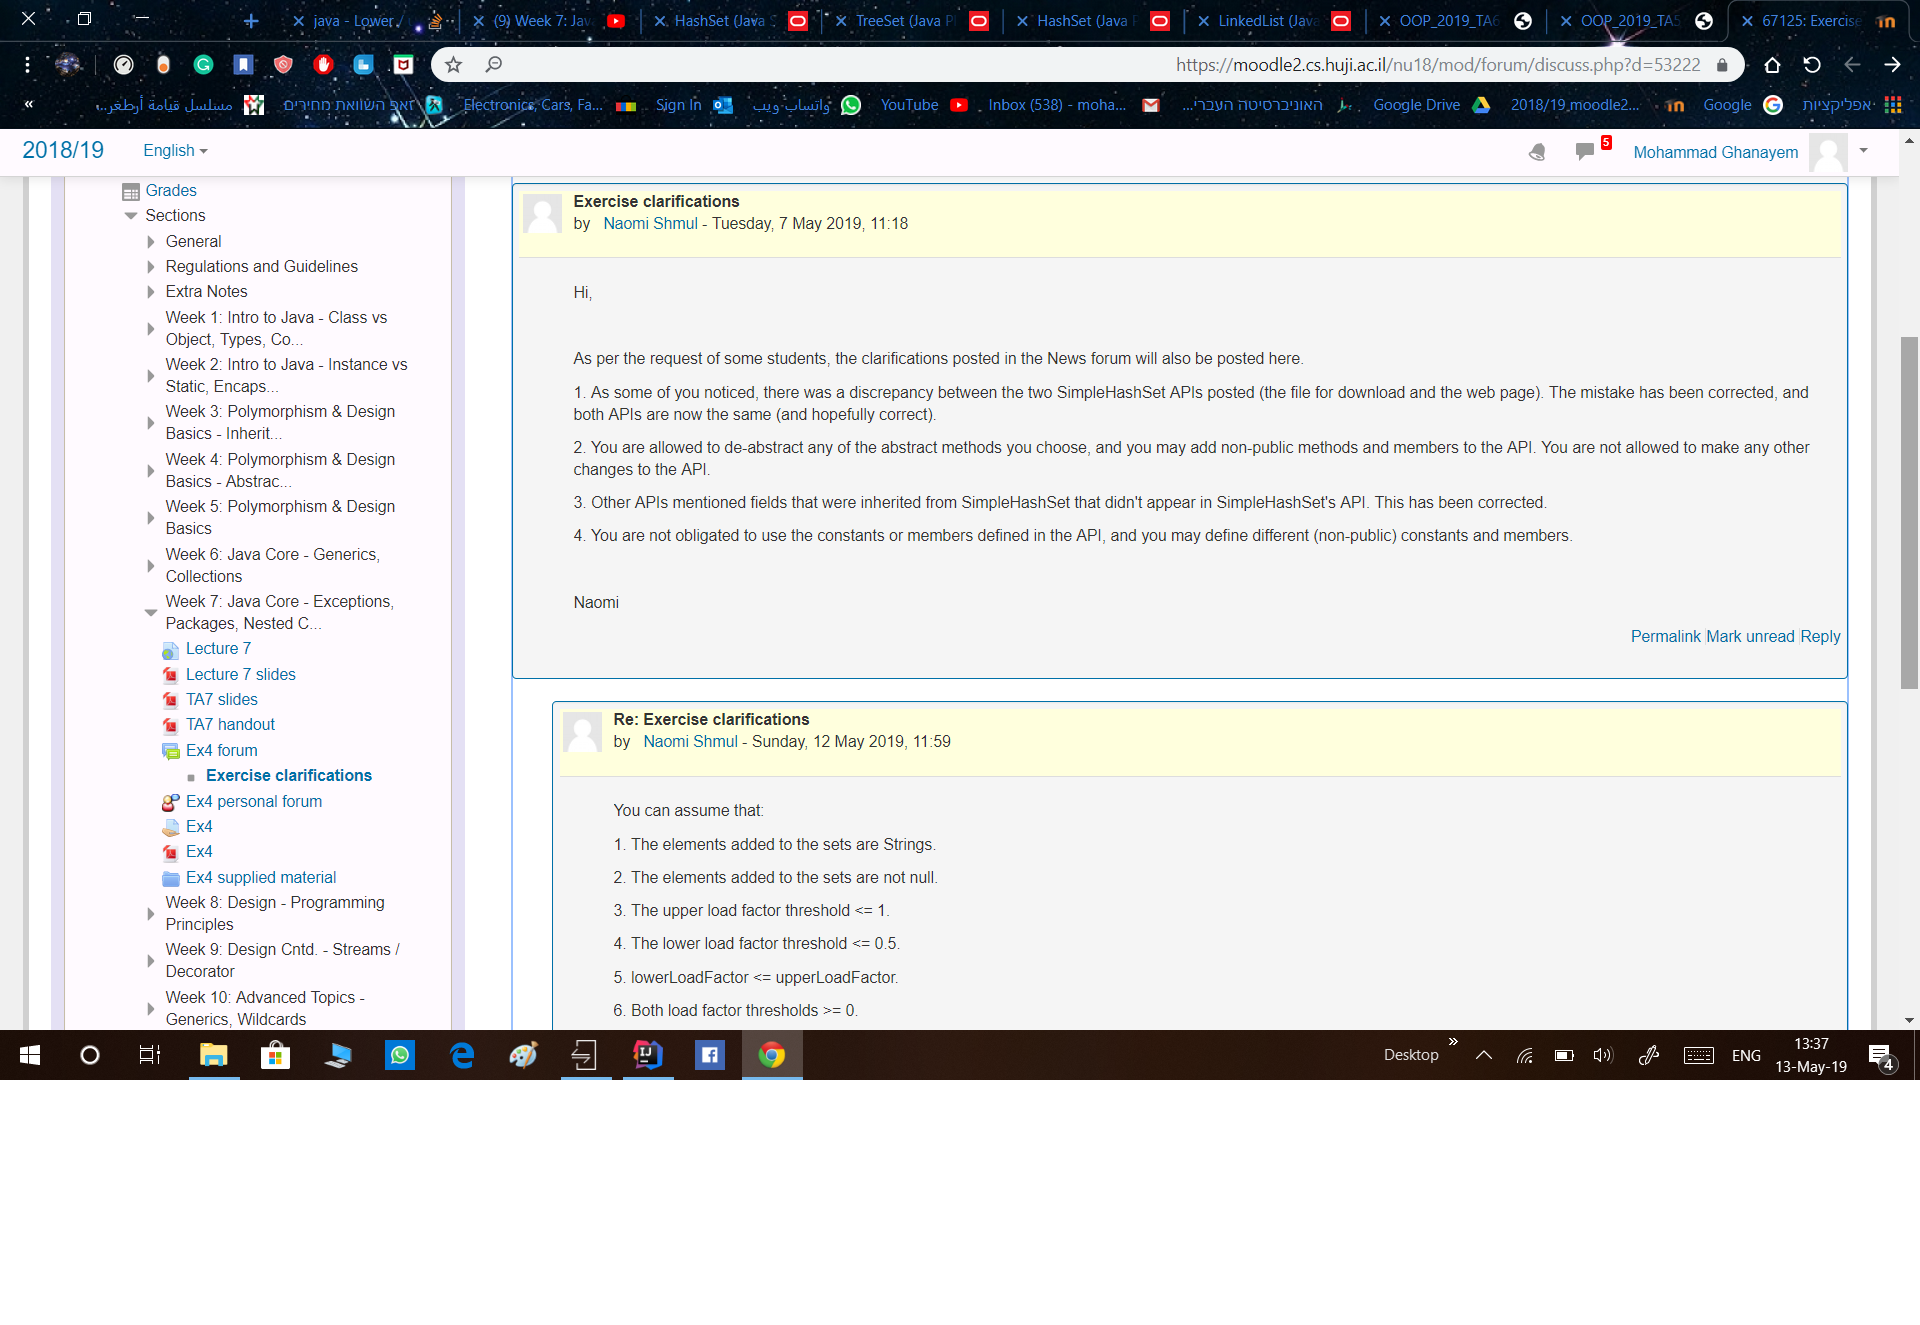 java - Lower
(9) Week 7: Jav
HashSet (Java
TreeSet (Java Pl
HashSet (Java
LinkedList (Java
OOP_2019_TA6
OOP_2019_TA5
67125: Exercise
https://moodle2.cs.huji.ac.il/nu18/mod/forum/discuss.php?d=53222
«
مسلسل قيامة أرطغر...
זאפ השוואת מחירים
Electronics, Cars, Fa...
Sign In
واتساب ويب
YouTube
Inbox (538) - moha...
האוניברסיטה העברי...
Google Drive
2018/19 moodle2...
Google
אפליקציות
2018/19
English
5
Mohammad Ghanayem
Grades
Sections
General
Regulations and Guidelines
Extra Notes
Week 1: Intro to Java - Class vs
Object, Types, Co...
Week 2: Intro to Java - Instance vs
Static, Encaps...
Week 3: Polymorphism & Design
Basics - Inherit...
Week 4: Polymorphism & Design
Basics - Abstrac...
Week 5: Polymorphism & Design
Basics
Week 6: Java Core - Generics,
Collections
Week 7: Java Core - Exceptions,
Packages, Nested C...
Lecture 7
Lecture 7 slides
TA7 slides
TA7 handout
Ex4 forum
Exercise clarifications
Ex4 personal forum
Ex4
Ex4
Ex4 supplied material
Week 8: Design - Programming
Principles
Week 9: Design Cntd. - Streams /
Decorator
Week 10: Advanced Topics -
Generics, Wildcards
Exercise clarifications
by Naomi Shmul - Tuesday, 7 May 2019, 11:18
Hi,
As per the request of some students, the clarifications posted in the News forum will also be posted here.
1. As some of you noticed, there was a discrepancy between the two SimpleHashSet APIs posted (the file for download and the web page). The mistake has been corrected, and
both APIs are now the same (and hopefully correct).
2. You are allowed to de-abstract any of the abstract methods you choose, and you may add non-public methods and members to the API. You are not allowed to make any other
changes to the API.
3. Other APIs mentioned fields that were inherited from SimpleHashSet that didn't appear in SimpleHashSet's API. This has been corrected.
4. You are not obligated to use the constants or members defined in the API, and you may define different (non-public) constants and members.
Naomi
Permalink Mark unread Reply
Re: Exercise clarifications
by Naomi Shmul - Sunday, 12 May 2019, 11:59
You can assume that:
1. The elements added to the sets are Strings.
2. The elements added to the sets are not null.
3. The upper load factor threshold <= 1.
4. The lower load factor threshold <= 0.5.
5. lowerLoadFactor <= upperLoadFactor.
6. Both load factor thresholds >= 0.
Desktop
»
ENG
13:37
13-May-19
4